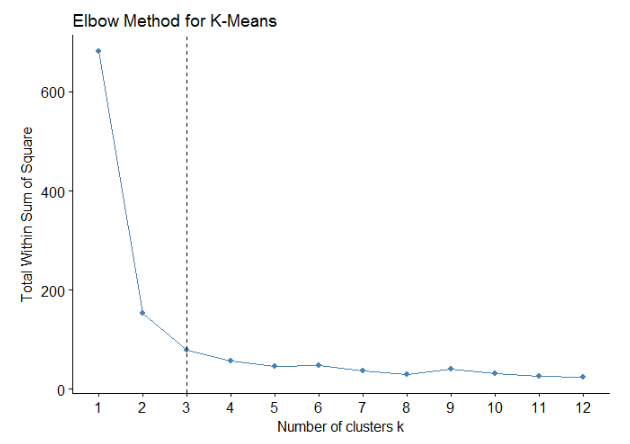 Elbow Method for K-Means
Total Within Sum of Square
600
400
200
0
1 2 3 4 5 6 7 8 9 10 11 12
Number of clusters k